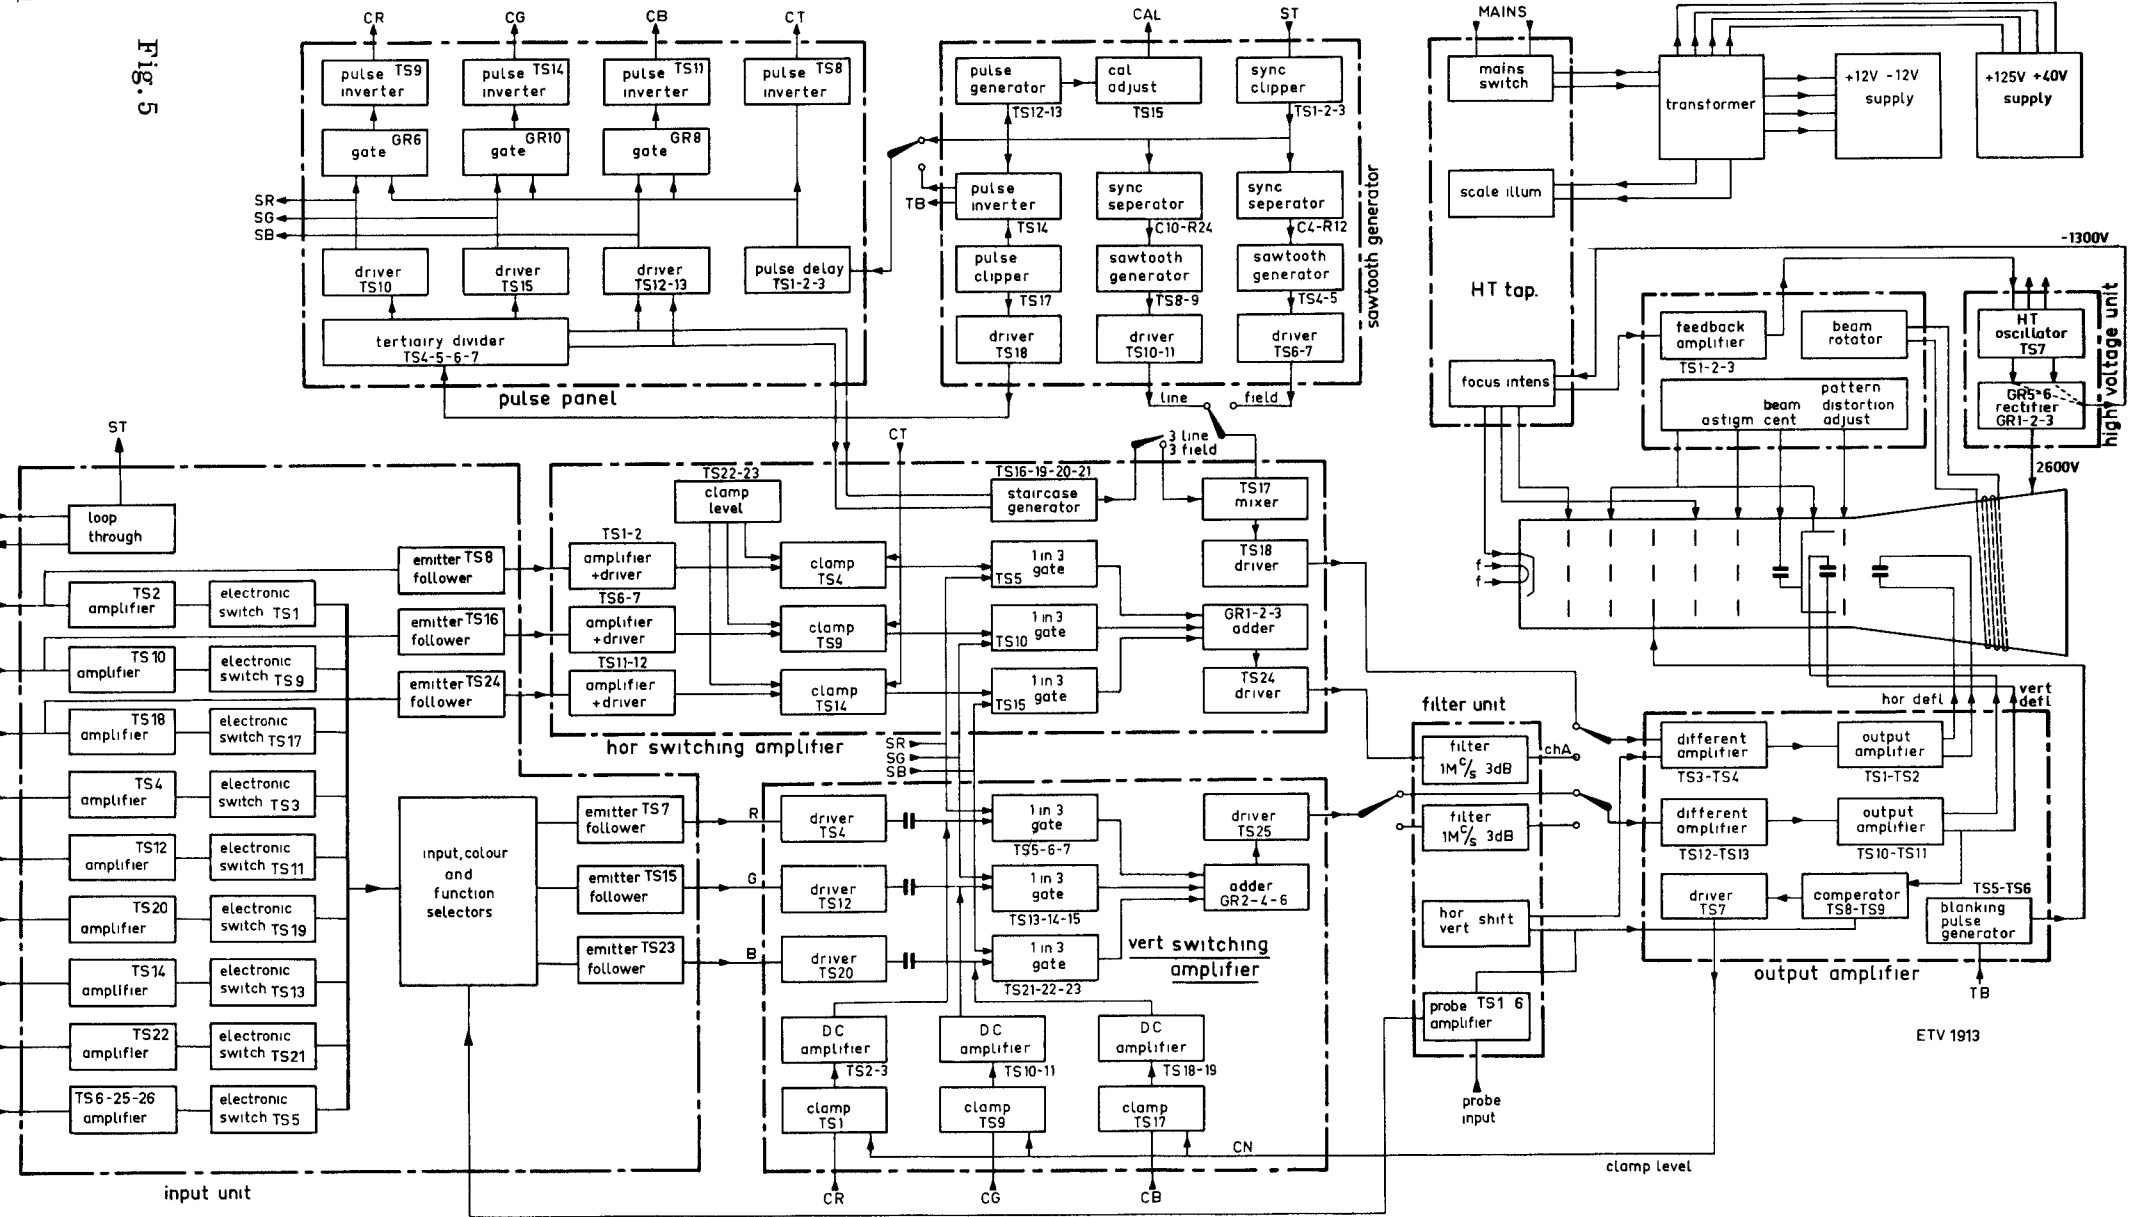 Fig. 5
CR
CG
CB
CT
pulse TS9
inverter
pulse TS14
inverter
pulse TS11
inverter
pulse TS8
inverter
GR6
gate
GR10
gate
GR8
gate
SR
SG
SB
driver
TS10
driver
TS15
driver
TS12-13
pulse delay
TS1-2-3
tertiairy divider
TS4-5-6-7
pulse panel
CAL
ST
pulse
generator
TS12-13
cal
adjust
TS15
sync
clipper
TS1-2-3
TB
pulse
inverter
TS14
sync
seperator
C10-R24
sync
seperator
C4-R12
pulse
clipper
TS17
sawtooth
generator
TS8-9
sawtooth
generator
TS4-5
driver
TS18
driver
TS10-11
driver
TS6-7
sawtooth generator
line
field
3 line
3 field
MAINS
mains
switch
transformer
+12V -12V
supply
+125V +40V
supply
scale illum
HT tap.
focus intens
-1300V
feedback
amplifier
TS1-2-3
beam
rotator
astigm
beam
cent
pattern
distortion
adjust
HT
oscillator
TS7
GR5-6
rectifier
GR1-2-3
high voltage unit
2600V
f
f
ST
loop
through
TS2
amplifier
electronic
switch TS1
TS10
amplifier
electronic
switch TS9
TS18
amplifier
electronic
switch TS17
TS4
amplifier
electronic
switch TS3
TS12
amplifier
electronic
switch TS11
TS20
amplifier
electronic
switch TS19
TS14
amplifier
electronic
switch TS13
TS22
amplifier
electronic
switch TS21
TS6-25-26
amplifier
electronic
switch TS5
emitter TS8
follower
emitter TS16
follower
emitter TS24
follower
input, colour
and
function
selectors
emitter TS7
follower
emitter TS15
follower
emitter TS23
follower
input unit
CT
TS22-23
clamp
level
TS1-2
amplifier
+driver
TS6-7
amplifier
+driver
TS11-12
amplifier
+driver
clamp
TS4
clamp
TS9
clamp
TS14
TS16-19-20-21
staircase
generator
TS17
mixer
1 in 3
gate
TS5
1 in 3
gate
TS10
1 in 3
gate
TS15
TS18
driver
GR1-2-3
adder
TS24
driver
hor switching amplifier
SR
SG
SB
R
G
B
driver
TS4
driver
TS12
driver
TS20
1 in 3
gate
TS5-6-7
1 in 3
gate
TS13-14-15
1 in 3
gate
TS21-22-23
driver
TS25
adder
GR2-4-6
vert switching
amplifier
DC
amplifier
TS2-3
DC
amplifier
TS10-11
DC
amplifier
TS18-19
clamp
TS1
clamp
TS9
clamp
TS17
CN
CR
CG
CB
clamp level
filter unit
filter
1M c/s 3dB
chA
filter
1M c/s 3dB
hor
vert shift
probe TS1 6
amplifier
probe
input
hor defl
vert
defl
different
amplifier
TS3-TS4
output
amplifier
TS1-TS2
different
amplifier
TS12-TS13
output
amplifier
TS10-TS11
driver
TS7
comperator
TS8-TS9
TS5-TS6
blanking
pulse
generator
output amplifier
TB
ETV 1913